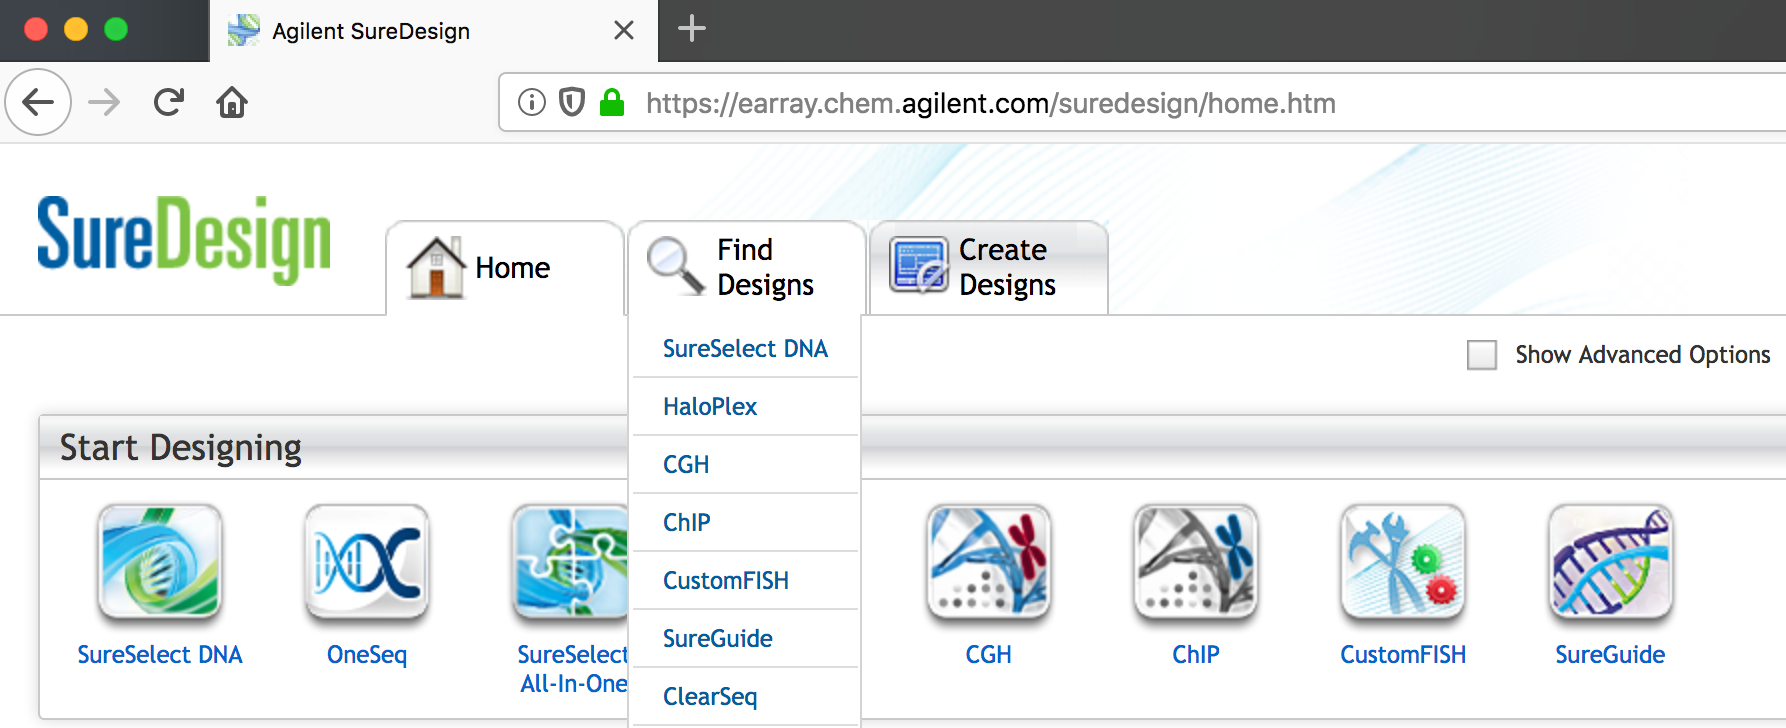 Agilent SureDesign
https://earray.chem.agilent.com/suredesign/home.htm
SureDesign
Home
Find
Designs
Create
Designs
SureSelect DNA
HaloPlex
CGH
ChIP
CustomFISH
SureGuide
ClearSeq
Show Advanced Options
Start Designing
SureSelect DNA
OneSeq
SureSelect
All-In-One
CGH
ChIP
CustomFISH
SureGuide